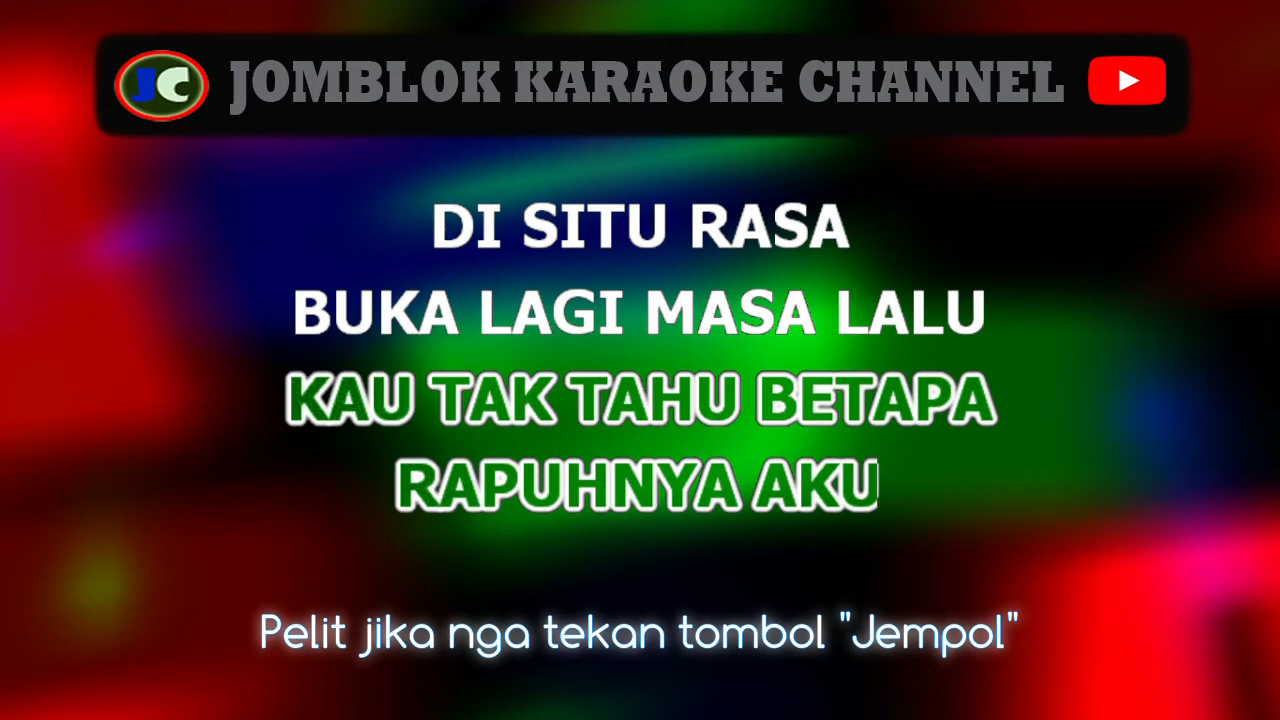 JC JOMBLOK KARAOKE CHANNEL
DI SITU RASA
BUKA LAGI MASA LALU
KAU TAK TAHU BETAPA
RAPUHNYA AKU
Pelit jika nga tekan tombol "Jempol"